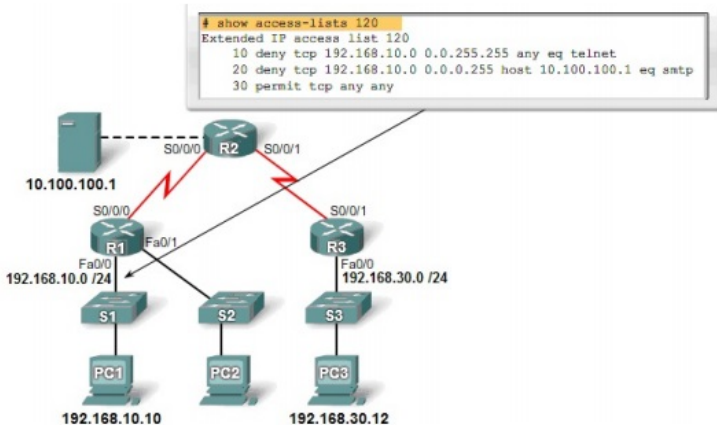 # show access-lists 120
Extended IP access list 120
10 deny tcp 192.168.10.0 0.0.255.255 any eq telnet
20 deny tcp 192.168.10.0 0.0.0.255 host 10.100.100.1 eq smtp
30 permit tcp any any
S0/0/0
R2
S0/0/1
10.100.100.1
S0/0/0
S0/0/1
R1
Fa0/1
R3
Fa0/0
Fa0/0
192.168.10.0 /24
192.168.30.0 /24
S1
S2
S3
PC1
PC2
PC3
192.168.10.10
192.168.30.12